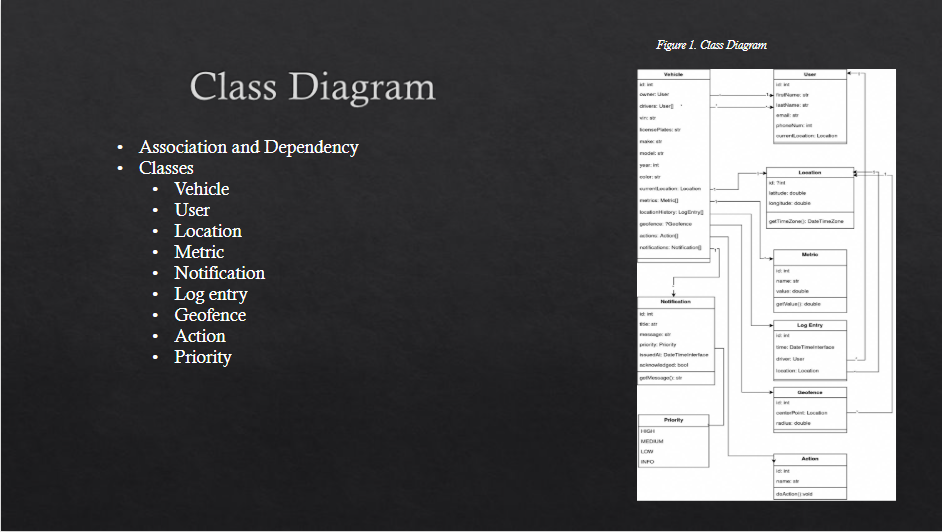 Figure 1. Class Diagram
Class Diagram
• Association and Dependency
• Classes
• Vehicle
• User
• Location
• Metric
• Notification
• Log entry
• Geofence
• Action
• Priority
Vehicle
id: int
owner: User
drivers: User[]
vin: str
licensePlates: str
make: str
model: str
year: int
color: str
currentLocation: Location
metrics: Metric[]
locationHistory: LogEntry[]
geofence: ?Geofence
actions: Action[]
notifications: Notification[]
User
id: int
firstName: str
lastName: str
email: str
phoneNum: int
currentLocation: Location
Location
id: ?int
latitude: double
longitude: double
getTimeZone(): DateTimeZone
Metric
id: int
name: str
value: double
getValue(): double
Notification
id: int
title: str
message: str
priority: Priority
issuedAt: DateTimeInterface
acknowledged: bool
getMessage(): str
Log Entry
id: int
time: DateTimeInterface
driver: User
location: Location
Geofence
id: int
centerPoint: Location
radius: double
Priority
HIGH
MEDIUM
LOW
INFO
Action
id: int
name: str
doAction():void